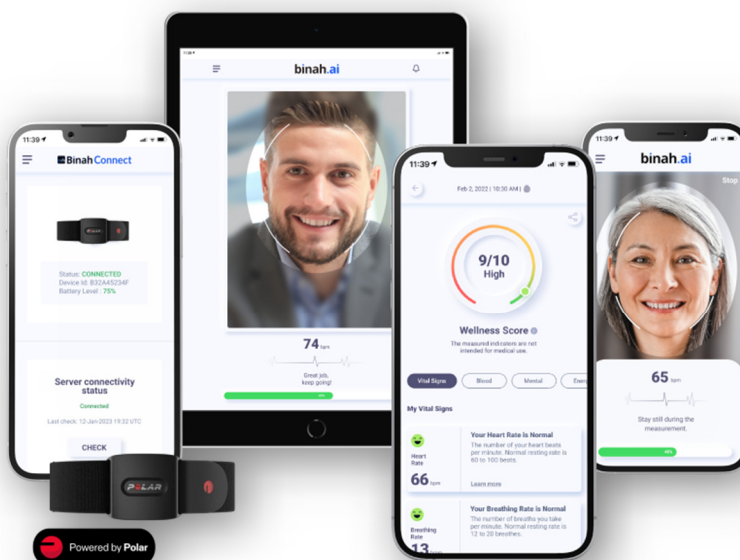 11:39
binah.ai
74 bpm
Great job,
keep going!
11:39
Binah Connect
POLAR
Status: CONNECTED
Device Id: B32A45234F
Battery Level : 75%
Server connectivity
status
Connected
Last check: 12-Jan-2023 19:32 UTC
CHECK
POLAR
Powered by Polar
11:39
Feb 2, 2022 | 10:30 AM |
9/10
High
Wellness Score
The measured indicators are not
intended for medical use.
Vital Signs
Blood
Mental
Ener
My Vital Signs
Heart
Rate
66 bpm
Your Heart Rate is Normal
The number of your heart beats
per minute. Normal resting rate is
60 to 100 beats.
Learn more
Breathing
Rate
13
Your Breathing Rate is Normal
The number of breaths you take
per minute. Normal resting rate is
12 to 20 breathes.
11:39
binah.ai
Stop
65 bpm
Stay still during the
measurement.